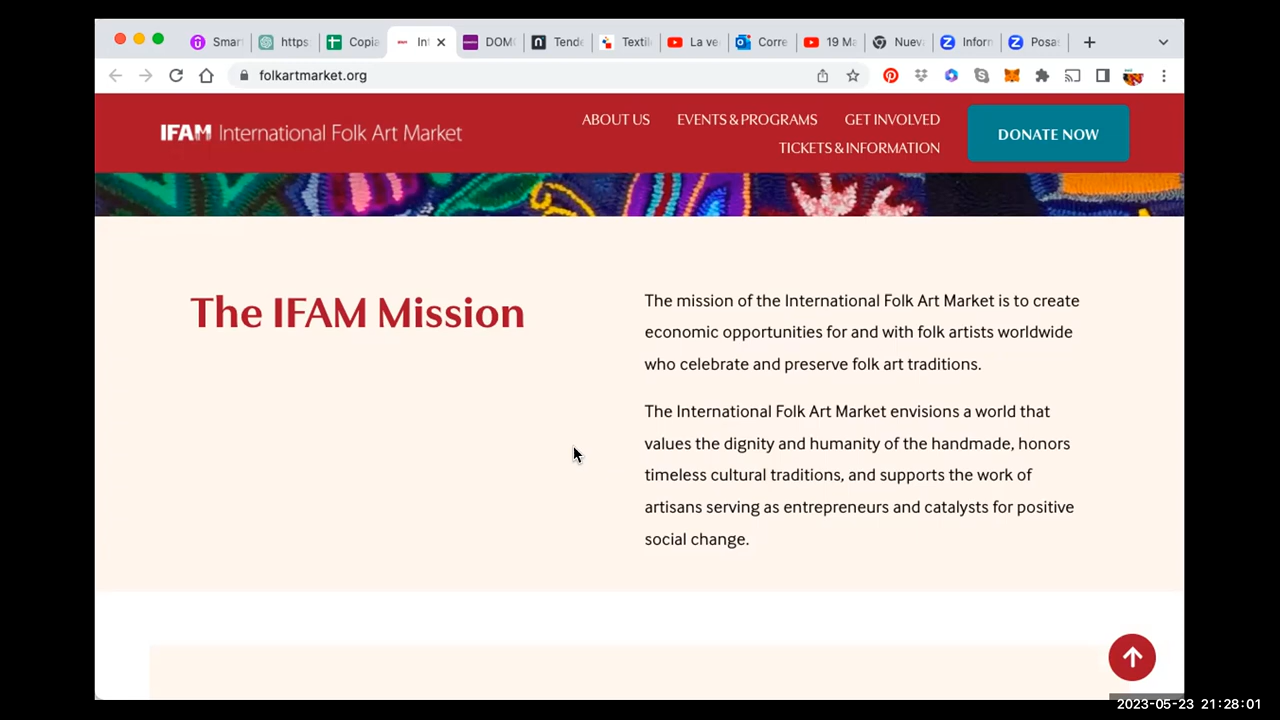 Smar
https
Copia
Int
DOM
Tende
Textil
La ve
Corre
19 Ma
Nuev
Infor
Posa
folkartmarket.org
IFAM International Folk Art Market
ABOUT US
EVENTS & PROGRAMS
GET INVOLVED
TICKETS & INFORMATION
DONATE NOW
The IFAM Mission
The mission of the International Folk Art Market is to create
economic opportunities for and with folk artists worldwide
who celebrate and preserve folk art traditions.
The International Folk Art Market envisions a world that
values the dignity and humanity of the handmade, honors
timeless cultural traditions, and supports the work of
artisans serving as entrepreneurs and catalysts for positive
social change.
2023-05-23 21:28:01